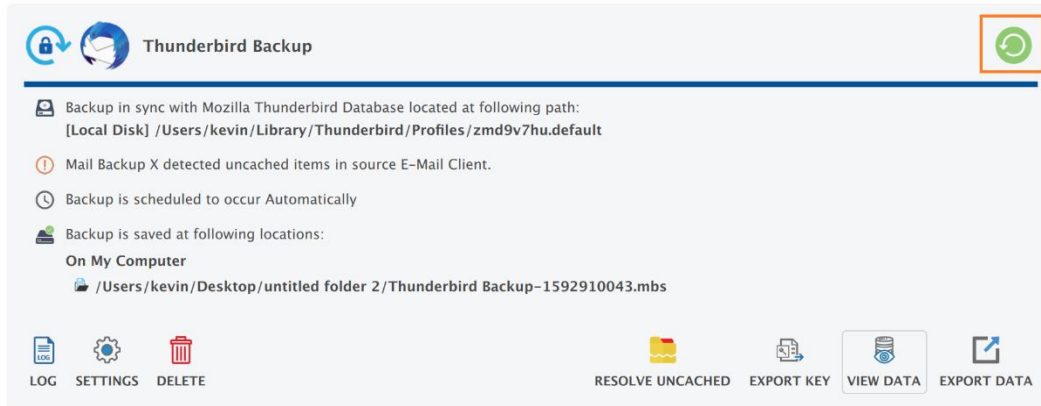 Thunderbird Backup
Backup in sync with Mozilla Thunderbird Database located at following path:
[Local Disk] /Users/kevin/Library/Thunderbird/Profiles/zmd9v7hu.default
Mail Backup X detected uncached items in source E-Mail Client.
Backup is scheduled to occur Automatically
Backup is saved at following locations:
On My Computer
/Users/kevin/Desktop/untitled folder 2/Thunderbird Backup-1592910043.mbs
LOG
LOG SETTINGS DELETE RESOLVE UNCACHED EXPORT KEY VIEW DATA EXPORT DATA